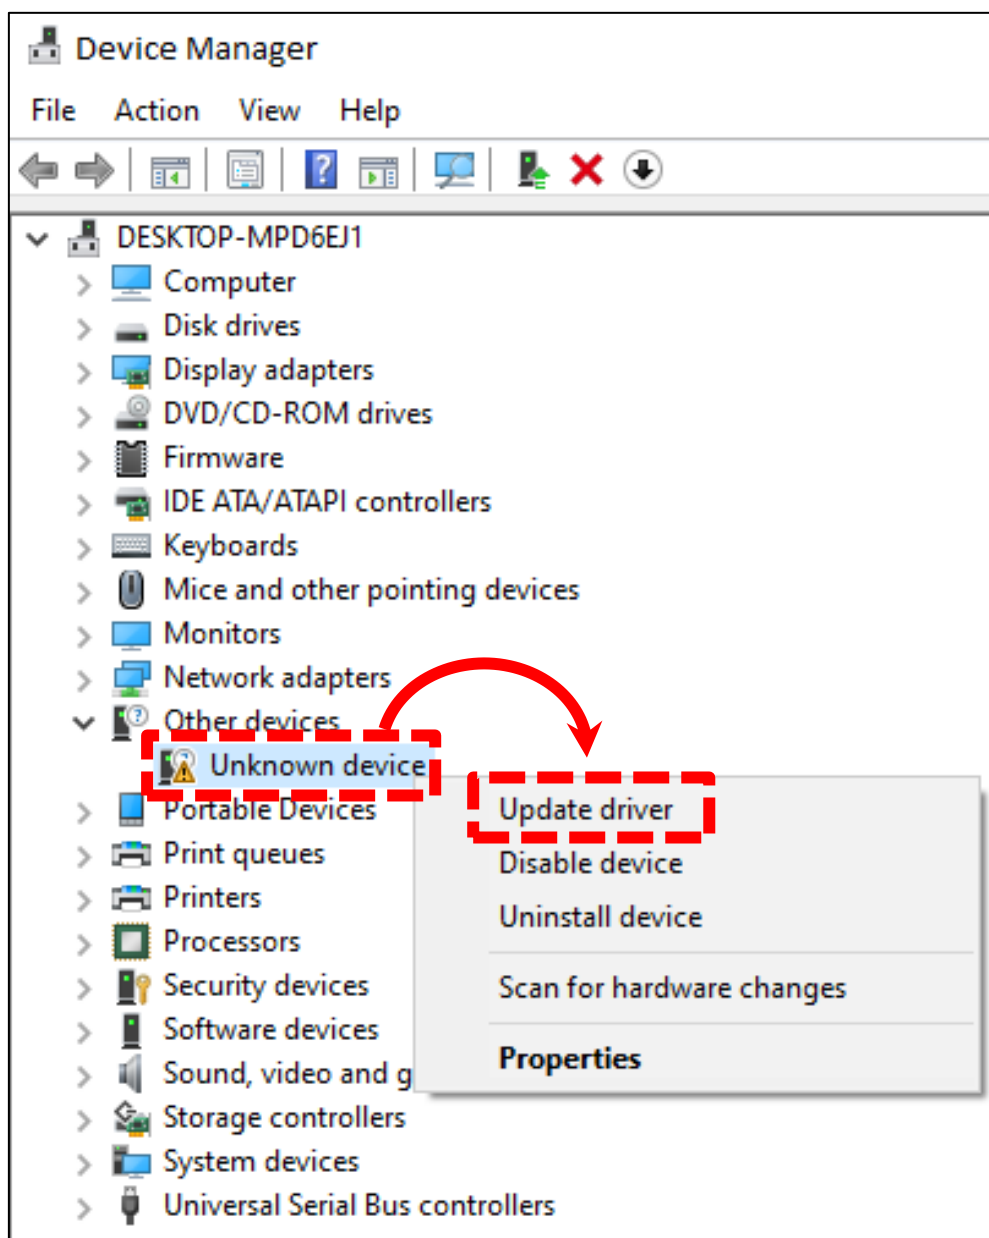 Device Manager
File Action View Help
DESKTOP-MPD6EJ1
Computer
Disk drives
Display adapters
DVD/CD-ROM drives
Firmware
IDE ATA/ATAPI controllers
Keyboards
Mice and other pointing devices
Monitors
Network adapters
Other devices
Unknown device
Portable Devices
Print queues
Printers
Processors
Security devices
Software devices
Sound, video and g
Storage controllers
System devices
Universal Serial Bus controllers
Update driver
Disable device
Uninstall device
Scan for hardware changes
Properties